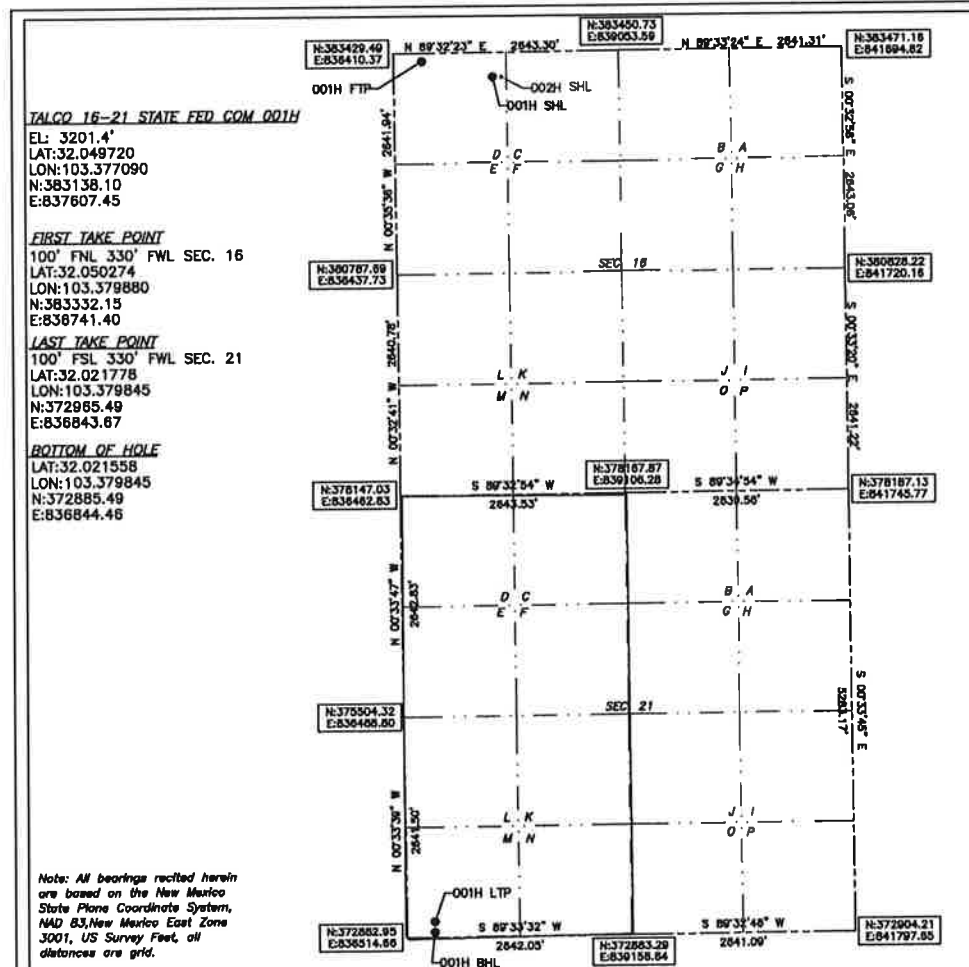 TALCO 16-21 STATE FED COM 001H
EL: 3201.4'
LAT:32.049720
LON:103.377090
N:383138.10
E:837607.45
FIRST TAKE POINT
100' FNL 330' FWL SEC. 16
LAT:32.050274
LON:103.379880
N:383332.15
E:836741.40
LAST TAKE POINT
100' FSL 330' FWL SEC. 21
LAT:32.021778
LON:103.379845
N:372965.49
E:836843.67
BOTTOM OF HOLE
LAT:32.021558
LON:103.379845
N:372885.49
E:836844.46
Note: All bearings recited herein
are based on the New Mexico
State Plane Coordinate System,
NAD 83,New Mexico East Zone
3001, US Survey Feet, all
distances are grid.
N:383429.49
E:836410.37
N 89°32'23" E 2643.30'
N:383450.73
E:839053.59
N 89°33'24" E 2641.31'
N:383471.16
E:841694.82
001H FTP
002H SHL
001H SHL
N 00°35'36" W 2641.94'
S 00°32'58" E 2643.06'
D C
E F
B A
G H
N:380787.69
E:836437.73
SEC 16
N:380828.22
E:841720.16
N 00°32'41" W 2640.78'
S 00°33'20" E 2641.22'
L K
M N
J I
O P
N:378147.03
E:836462.83
S 89°32'54" W
2643.53'
N:378167.87
E:839106.28
S 89°34'54" W
N:378187.13
E:841745.77
N 00°33'47" W
2642.83'
D C
E F
B A
G H
N:375504.32
E:836488.80
SEC 21
S 00°33'45" E
5283.17'
N 00°33'39" W
2641.50'
L K
M N
J I
O P
001H LTP
N:372862.95
E:836514.66
S 89°33'32" W
2642.05'
N:372883.29
E:839156.64
S 89°32'48" W
2641.09'
N:372904.21
E:841797.65
001H BHL